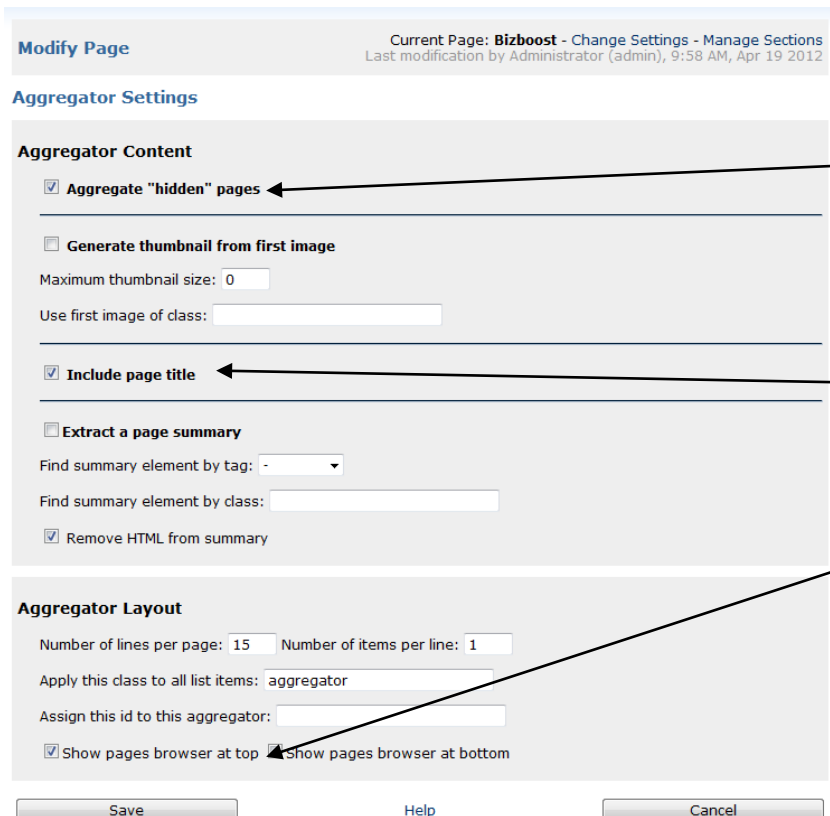 Modify Page
Current Page: Bizboost - Change Settings - Manage Sections
Last modification by Administrator (admin), 9:58 AM, Apr 19 2012
Aggregator Settings
Aggregator Content
Aggregate "hidden" pages
Generate thumbnail from first image
Maximum thumbnail size: 0
Use first image of class:
Include page title
Extract a page summary
Find summary element by tag: -
Find summary element by class:
Remove HTML from summary
Aggregator Layout
Number of lines per page: 15 Number of items per line: 1
Apply this class to all list items: aggregator
Assign this id to this aggregator:
Show pages browser at top Show pages browser at bottom
Save Help Cancel